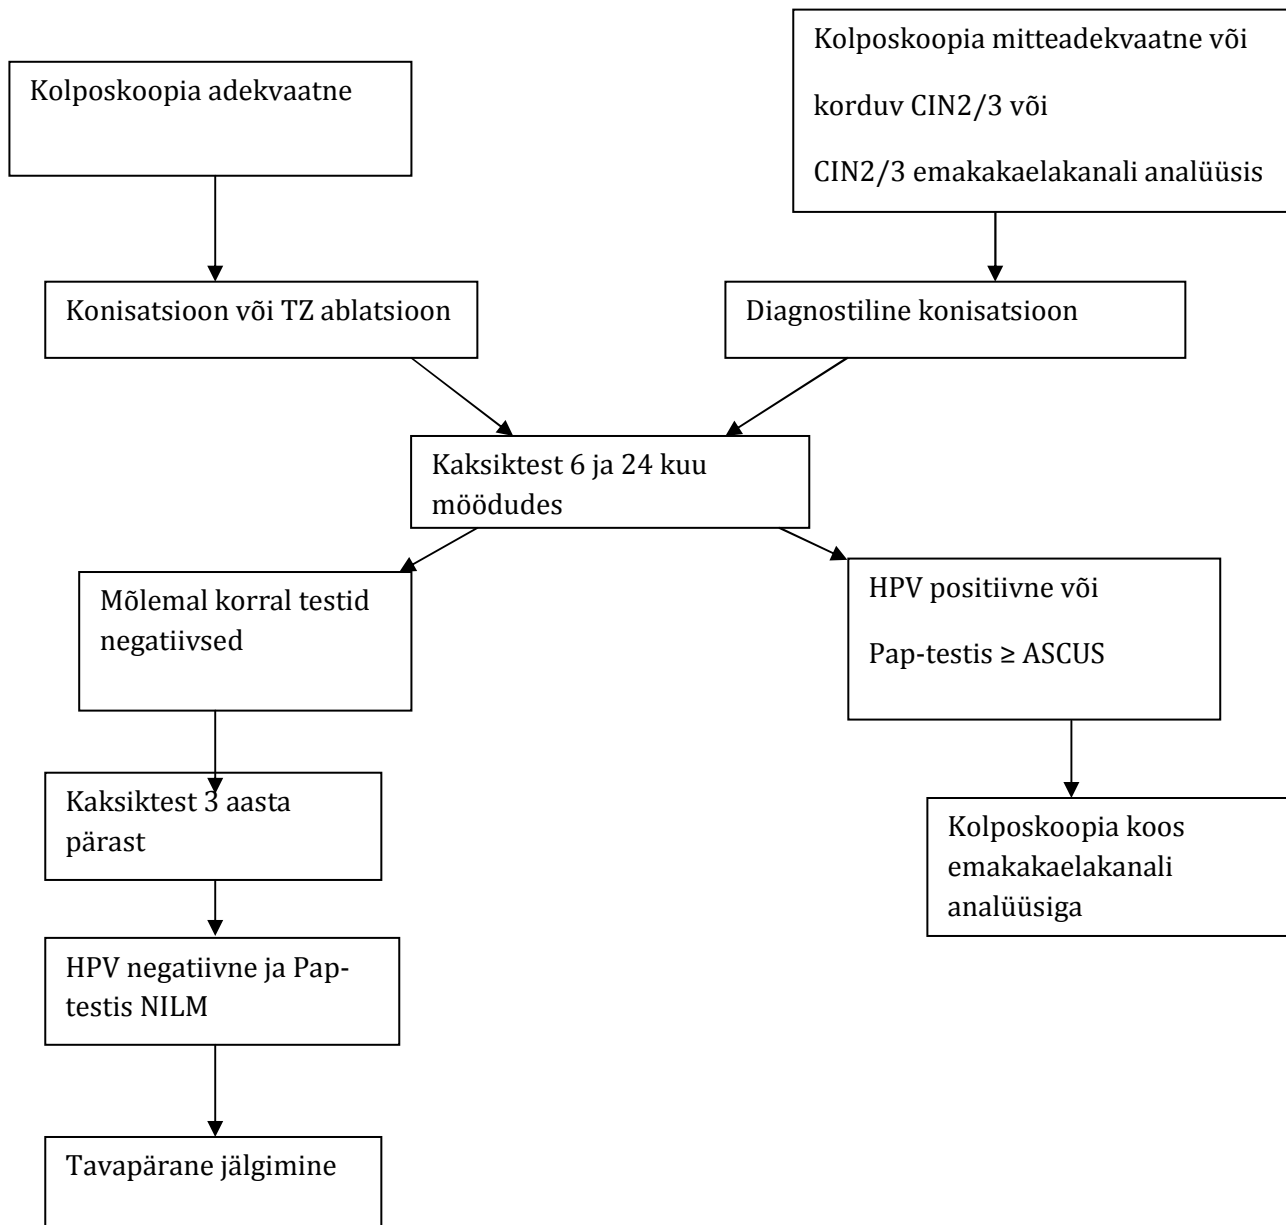 Kolposkoopia adekvaatne
Kolposkoopia mitteadekvaatne või
korduv CIN2/3 või
CIN2/3 emakakaelakanali analüüsis
Konisatsioon või TZ ablatsioon
Diagnostiline konisatsioon
Kaksiktest 6 ja 24 kuu
möödudes
Mõlemal korral testid
negatiivsed
HPV positiivne või
Pap-testis ≥ ASCUS
Kaksiktest 3 aasta
pärast
Kolposkoopia koos
emakakaelakanali
analüüsiga
HPV negatiivne ja Pap-
testis NILM
Tavapärane jälgimine